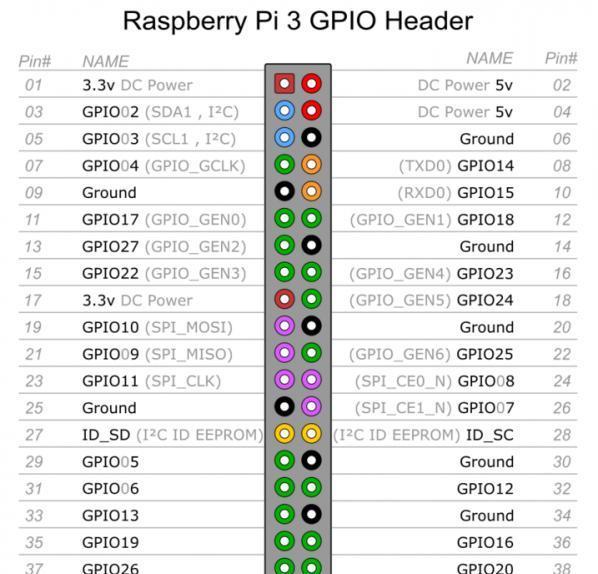 Raspberry Pi 3 GPIO Header
Pin# NAME NAME Pin#
01 3.3v DC Power DC Power 5v 02
03 GPIO02 (SDA1 , I²C) DC Power 5v 04
05 GPIO03 (SCL1 , I²C) Ground 06
07 GPIO04 (GPIO_GCLK) (TXD0) GPIO14 08
09 Ground (RXD0) GPIO15 10
11 GPIO17 (GPIO_GEN0) (GPIO_GEN1) GPIO18 12
13 GPIO27 (GPIO_GEN2) Ground 14
15 GPIO22 (GPIO_GEN3) (GPIO_GEN4) GPIO23 16
17 3.3v DC Power (GPIO_GEN5) GPIO24 18
19 GPIO10 (SPI_MOSI) Ground 20
21 GPIO09 (SPI_MISO) (GPIO_GEN6) GPIO25 22
23 GPIO11 (SPI_CLK) (SPI_CE0_N) GPIO08 24
25 Ground (SPI_CE1_N) GPIO07 26
27 ID_SD (I²C ID EEPROM) (I²C ID EEPROM) ID_SC 28
29 GPIO05 Ground 30
31 GPIO06 GPIO12 32
33 GPIO13 Ground 34
35 GPIO19 GPIO16 36
37 GPIO26 GPIO20 38